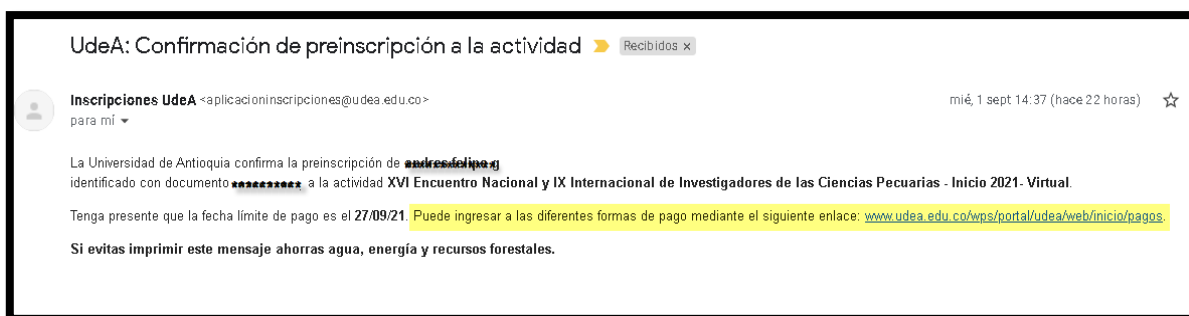 UdeA: Confirmación de preinscripción a la actividad Recibidos x
Inscripciones UdeA <aplicacioninscripciones@udea.edu.co> mié, 1 sept 14:37 (hace 22 horas)
para mí
La Universidad de Antioquia confirma la preinscripción de
identificado con documento a la actividad XVI Encuentro Nacional y IX Internacional de Investigadores de las Ciencias Pecuarias - Inicio 2021- Virtual.
Tenga presente que la fecha límite de pago es el 27/09/21. Puede ingresar a las diferentes formas de pago mediante el siguiente enlace: www.udea.edu.co/wps/portal/udea/web/inicio/pagos.
Si evitas imprimir este mensaje ahorras agua, energía y recursos forestales.